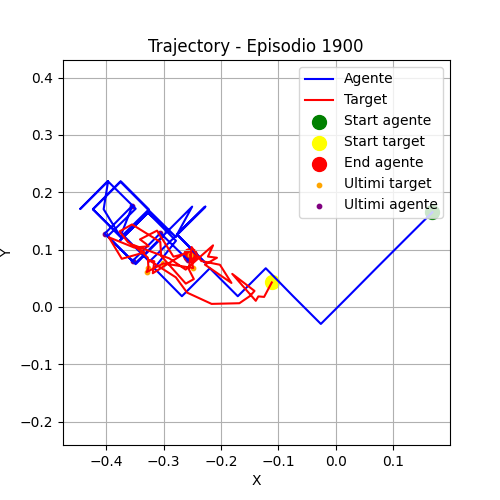 Trajectory - Episodio 1900
Agente
Target
Start agente
Start target
End agente
Ultimi target
Ultimi agente
Y
0.4
0.3
0.2
0.1
0.0
−0.1
−0.2
−0.4
−0.3
−0.2
−0.1
0.0
0.1
X